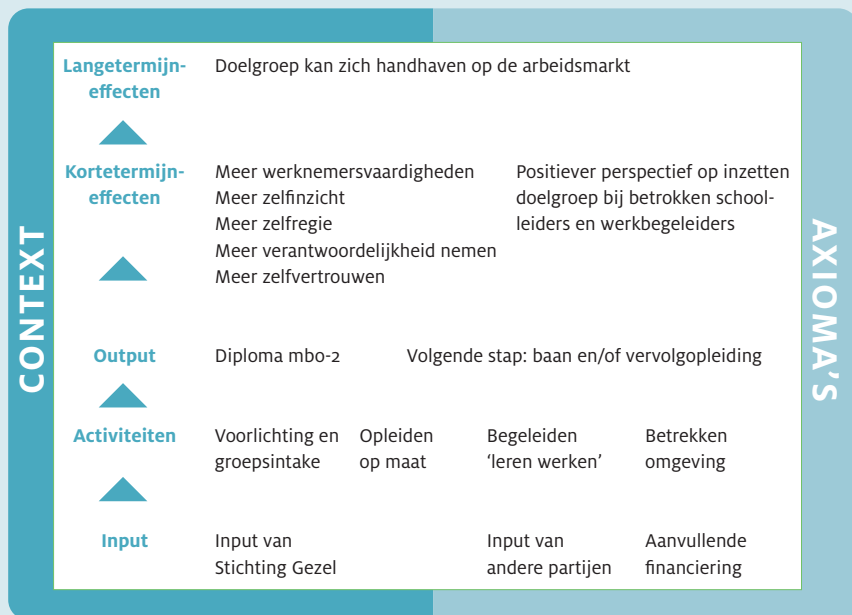 CONTEXT
Langetermijn-
effecten
Doelgroep kan zich handhaven op de arbeidsmarkt
Kortetermijn-
effecten
Meer werknemersvaardigheden
Meer zelfinzicht
Meer zelfregie
Meer verantwoordelijkheid nemen
Meer zelfvertrouwen
Positiever perspectief op inzetten
doelgroep bij betrokken school-
leiders en werkbegeleiders
Output
Diploma mbo-2
Volgende stap: baan en/of vervolgopleiding
Activiteiten
Voorlichting en
groepsintake
Opleiden
op maat
Begeleiden
‘leren werken’
Betrekken
omgeving
Input
Input van
Stichting Gezel
Input van
andere partijen
Aanvullende
financiering
AXIOMA'S